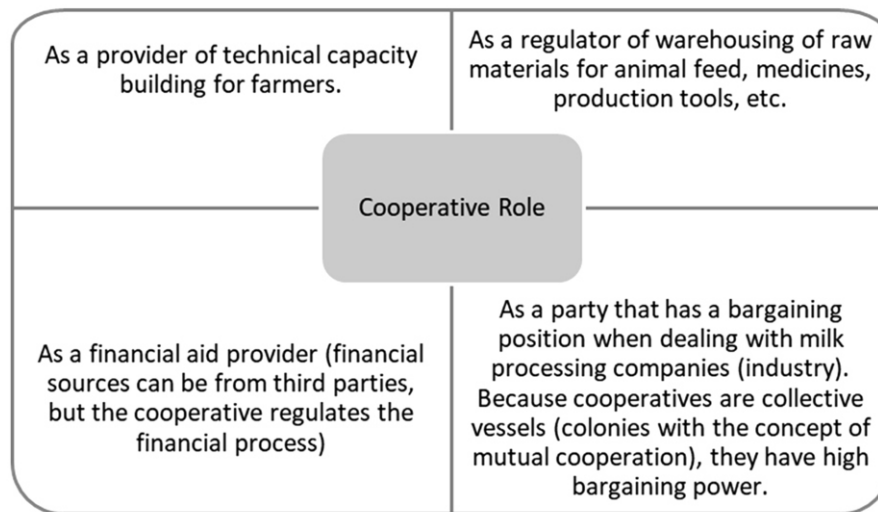 As a provider of technical capacity
building for farmers.
As a regulator of warehousing of raw
materials for animal feed, medicines,
production tools, etc.
Cooperative Role
As a financial aid provider (financial
sources can be from third parties,
but the cooperative regulates the
financial process)
As a party that has a bargaining
position when dealing with milk
processing companies (industry).
Because cooperatives are collective
vessels (colonies with the concept of
mutual cooperation), they have high
bargaining power.